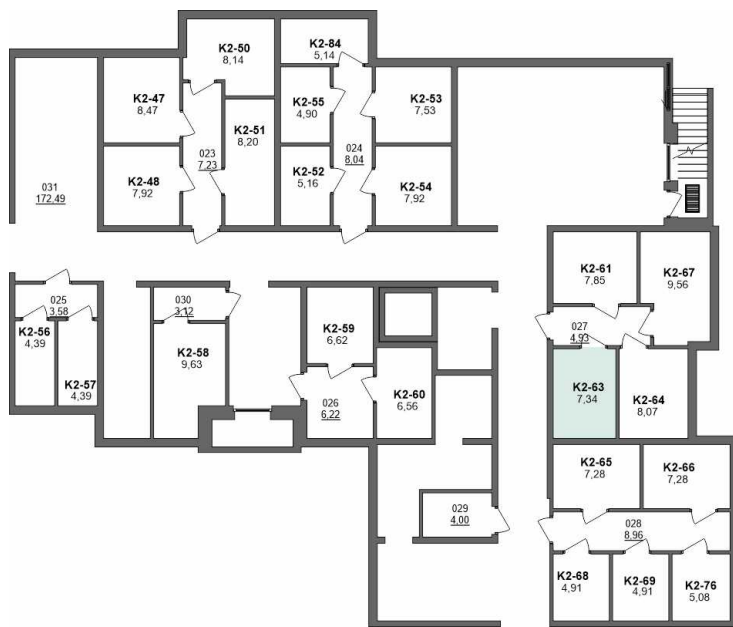 K2-50
8,14
K2-84
5,14
K2-47
8,47
K2-55
4,90
K2-53
7,53
K2-51
8,20
023
7,23
024
8,04
K2-52
5,16
K2-48
7,92
K2-54
7,92
031
172,49
K2-61
7,85
K2-67
9,56
025
3,58
030
3,12
K2-59
6,62
027
4,93
K2-56
4,39
K2-58
9,63
K2-57
4,39
026
6,22
K2-60
6,56
K2-63
7,34
K2-64
8,07
K2-65
7,28
K2-66
7,28
029
4,00
028
8,96
K2-68
4,91
K2-69
4,91
K2-76
5,08